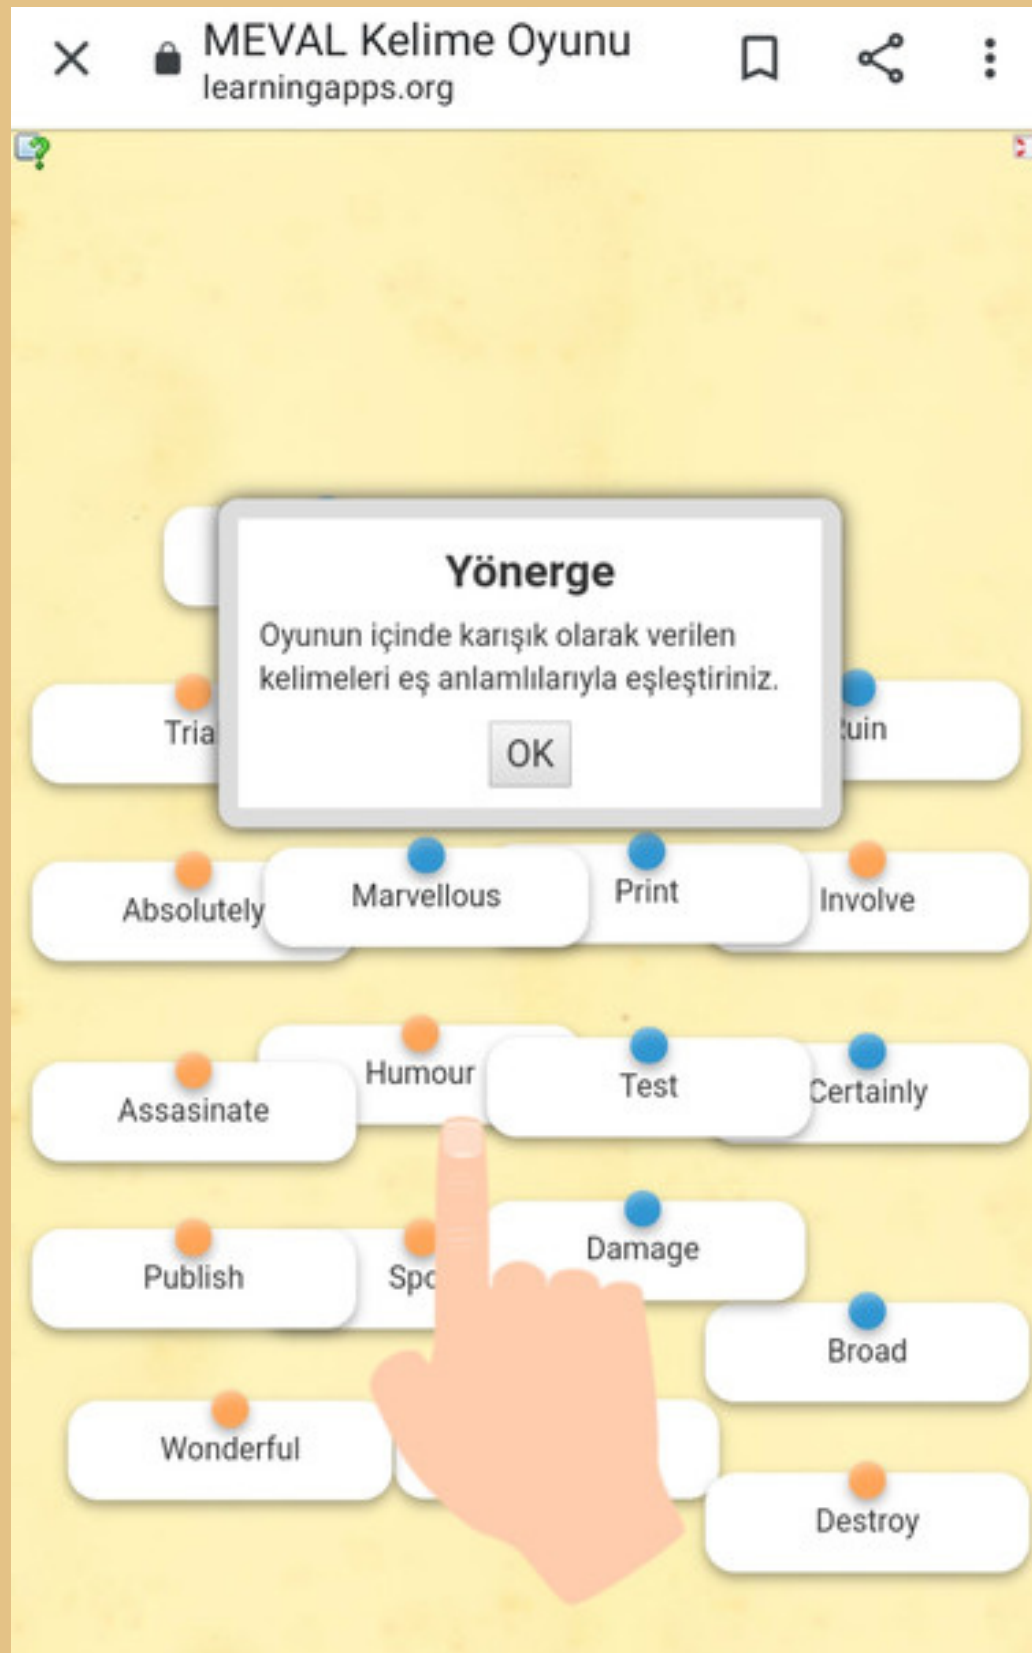 MEVAL Kelime Oyunu
learningapps.org
Yönerge
Oyunun içinde karışık olarak verilen
kelimeleri eş anlamlılarıyla eşleştiriniz.
OK
Absolutely
Marvellous
Print
Involve
Assasinate
Humour
Test
Certainly
Publish
Damage
Broad
Wonderful
Destroy